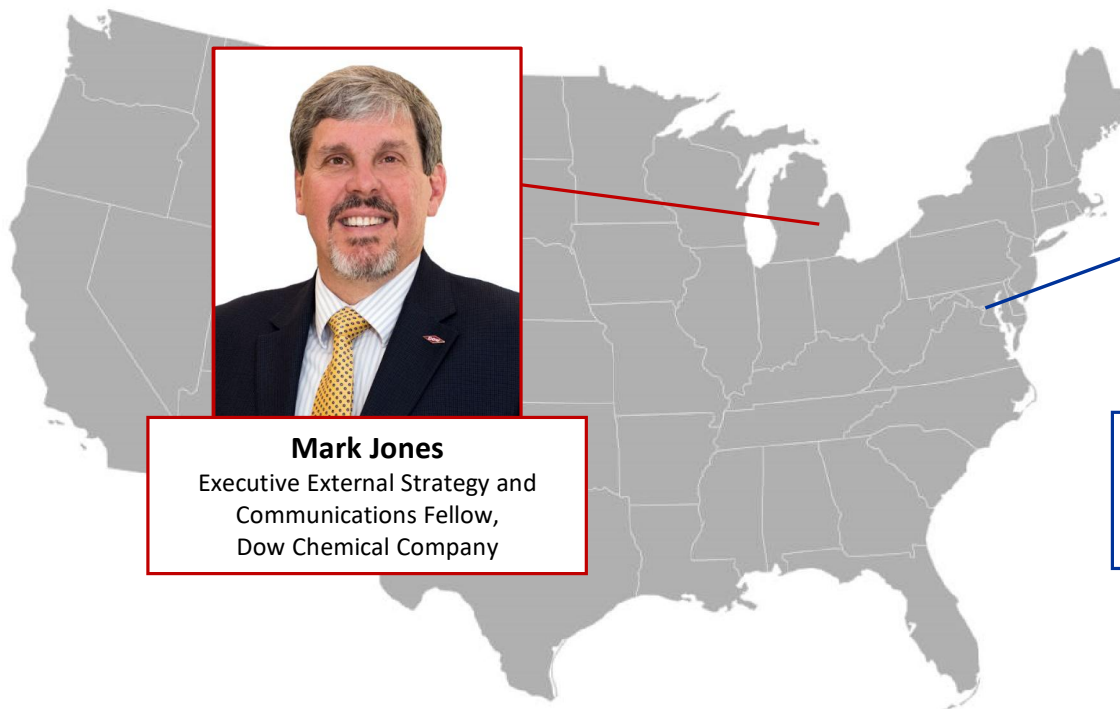 Mark Jones
Executive External Strategy and
Communications Fellow,
Dow Chemical Company